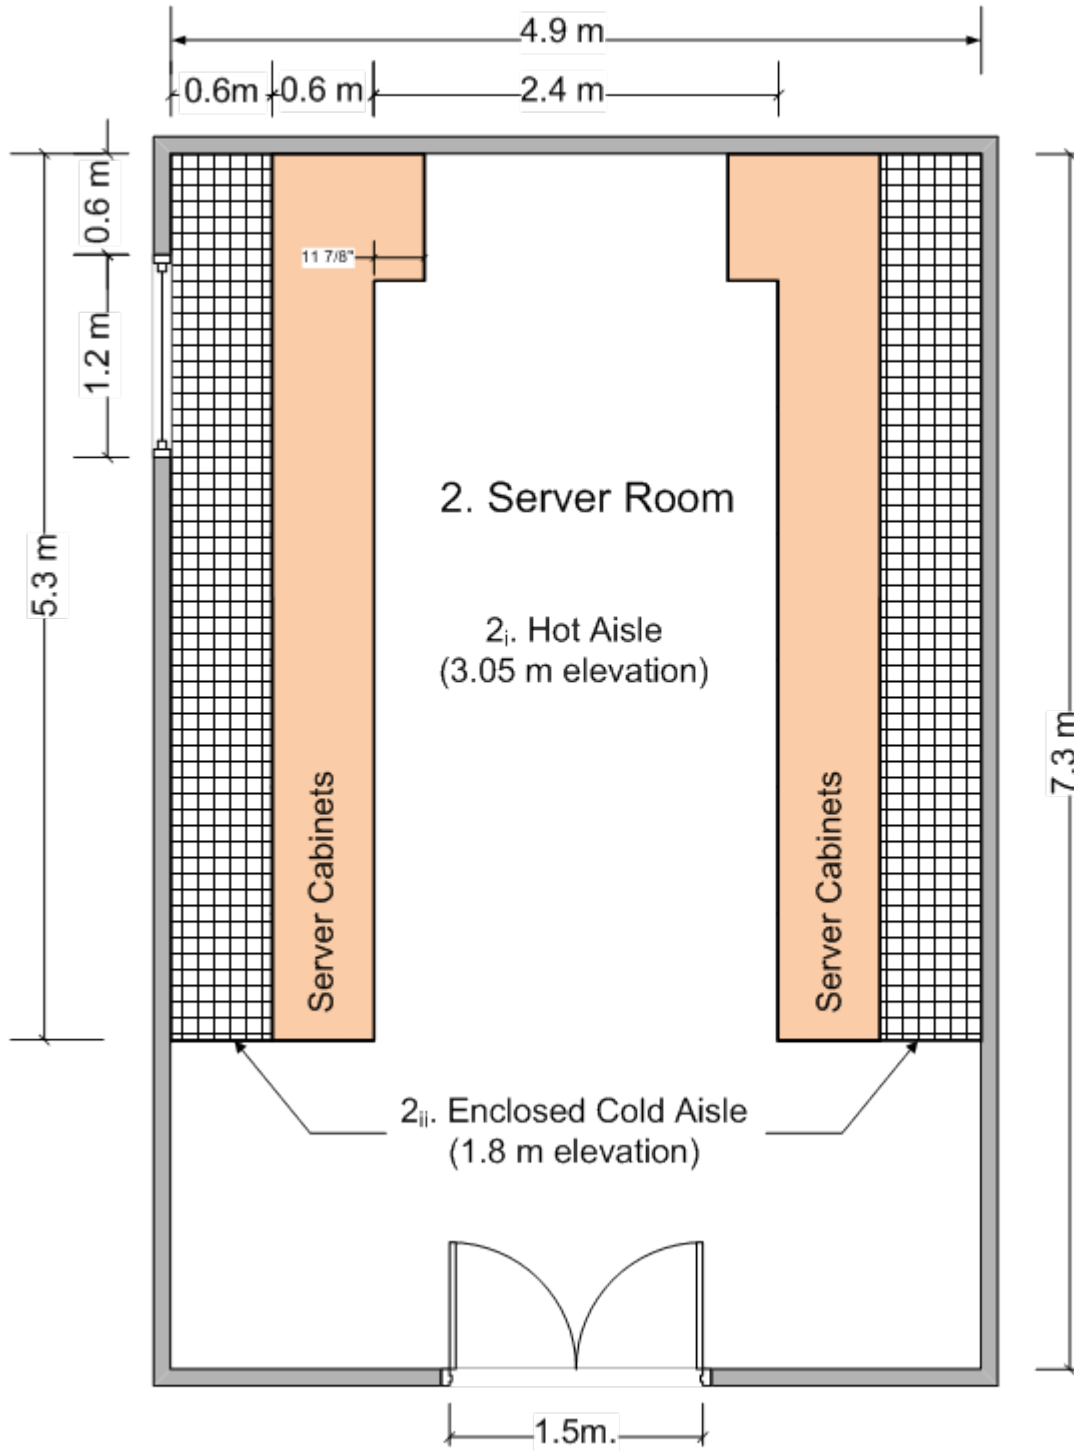 4.9 m
0.6m
0.6 m
2.4 m
0.6 m
11 7/8"
1.2 m
2. Server Room
5.3 m
2i. Hot Aisle
(3.05 m elevation)
7.3 m
Server Cabinets
Server Cabinets
2ii. Enclosed Cold Aisle
(1.8 m elevation)
1.5m.